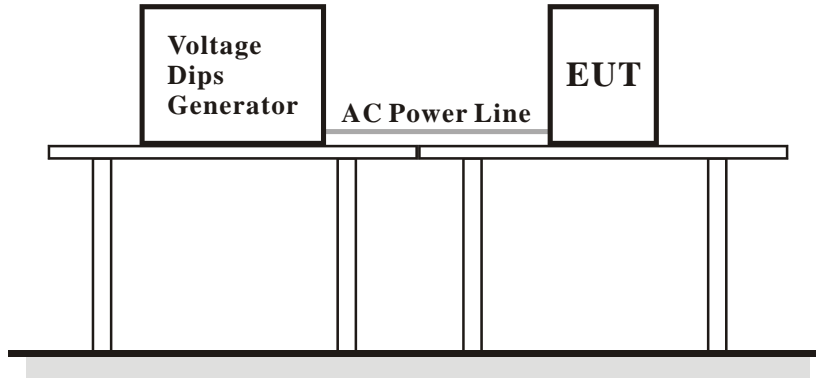 Voltage
Dips
Generator
EUT
AC Power Line